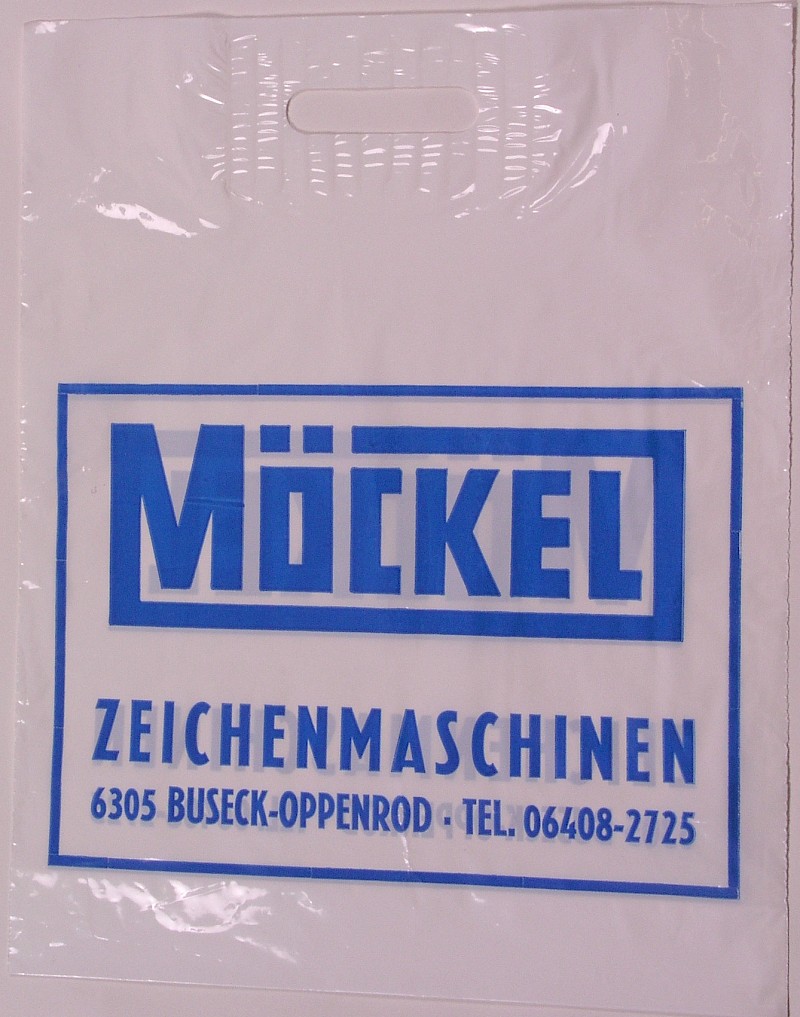 MÖCKEL
ZEICHENMASCHINEN
6305 BUSECK-OPPENROD · TEL. 06408-2725